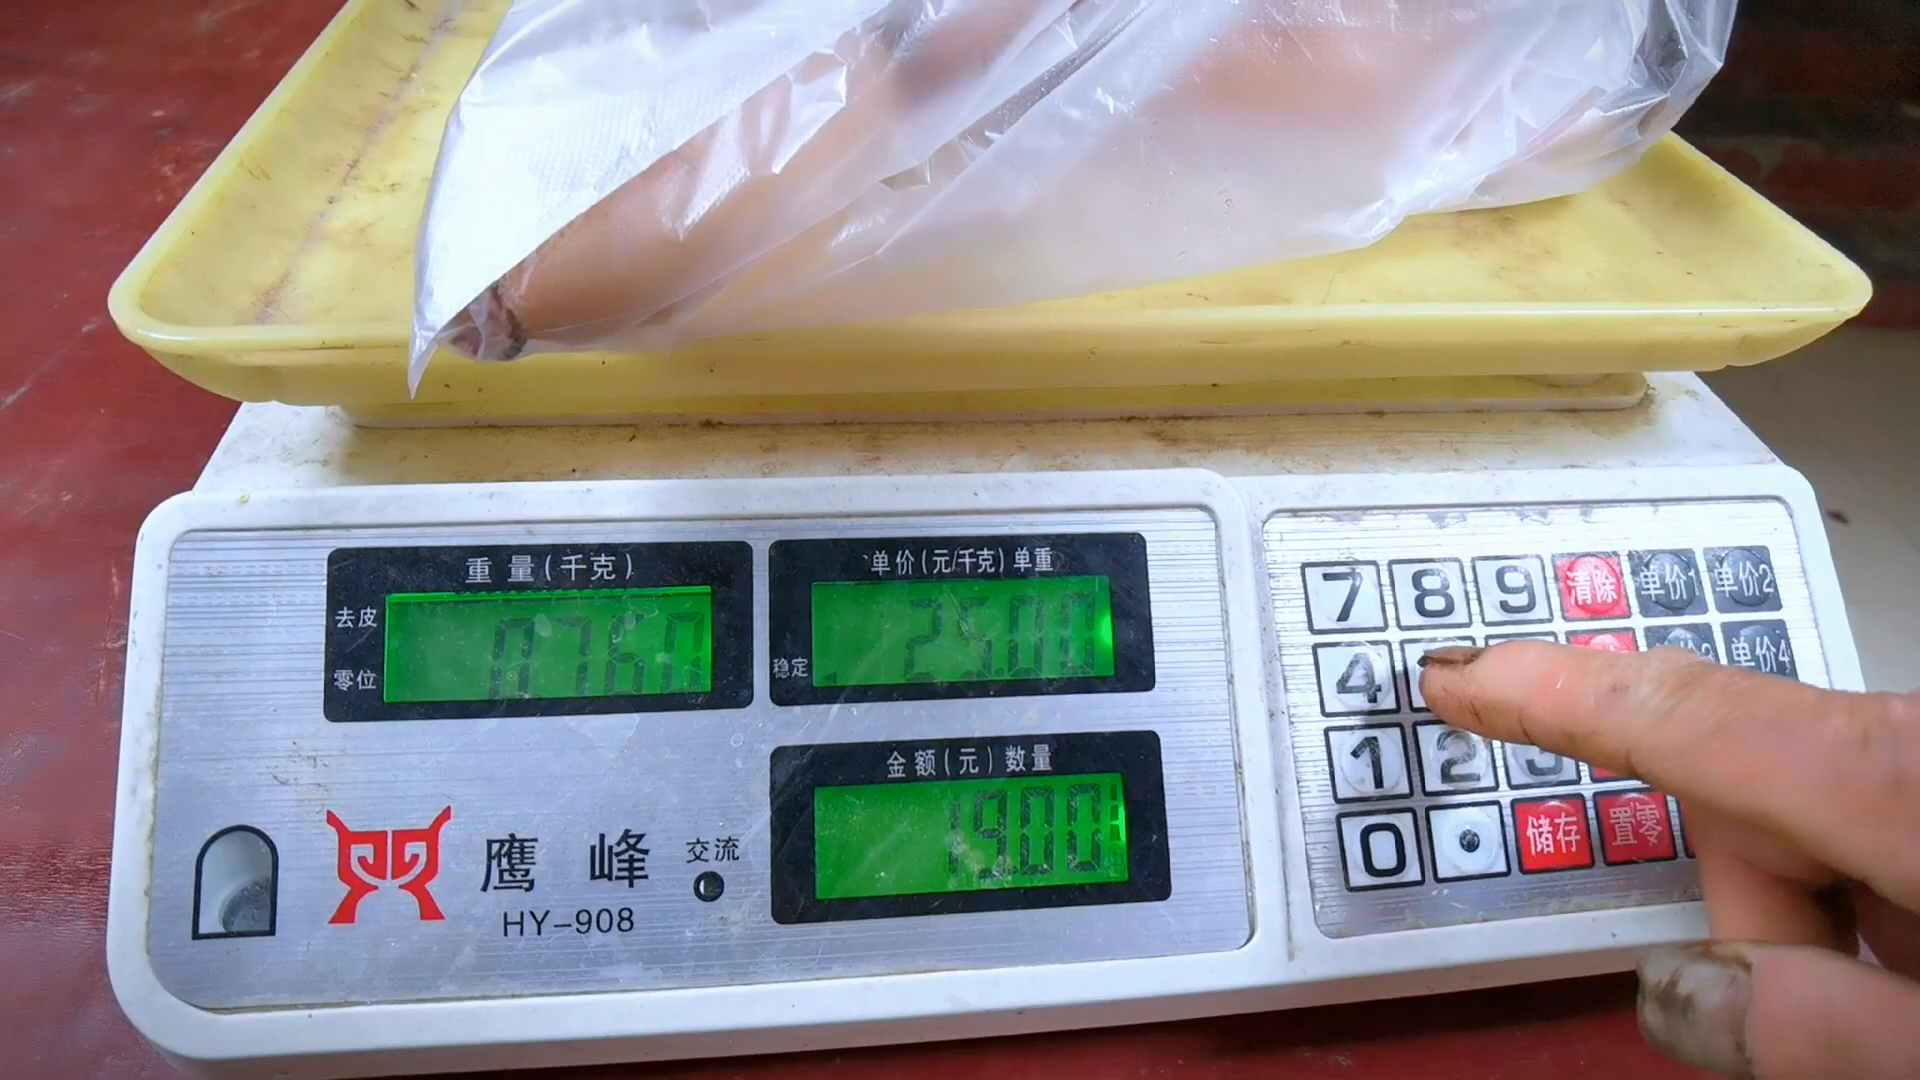 重量(千克)
去皮
零位
0.760
单价(元/千克)单重
稳定
25.00
金额(元)数量
19.00
鹰峰
HY-908
交流
7 8 9 清除 单价1 单价2
4 单价4
1 2 3
0 . 储存 置零